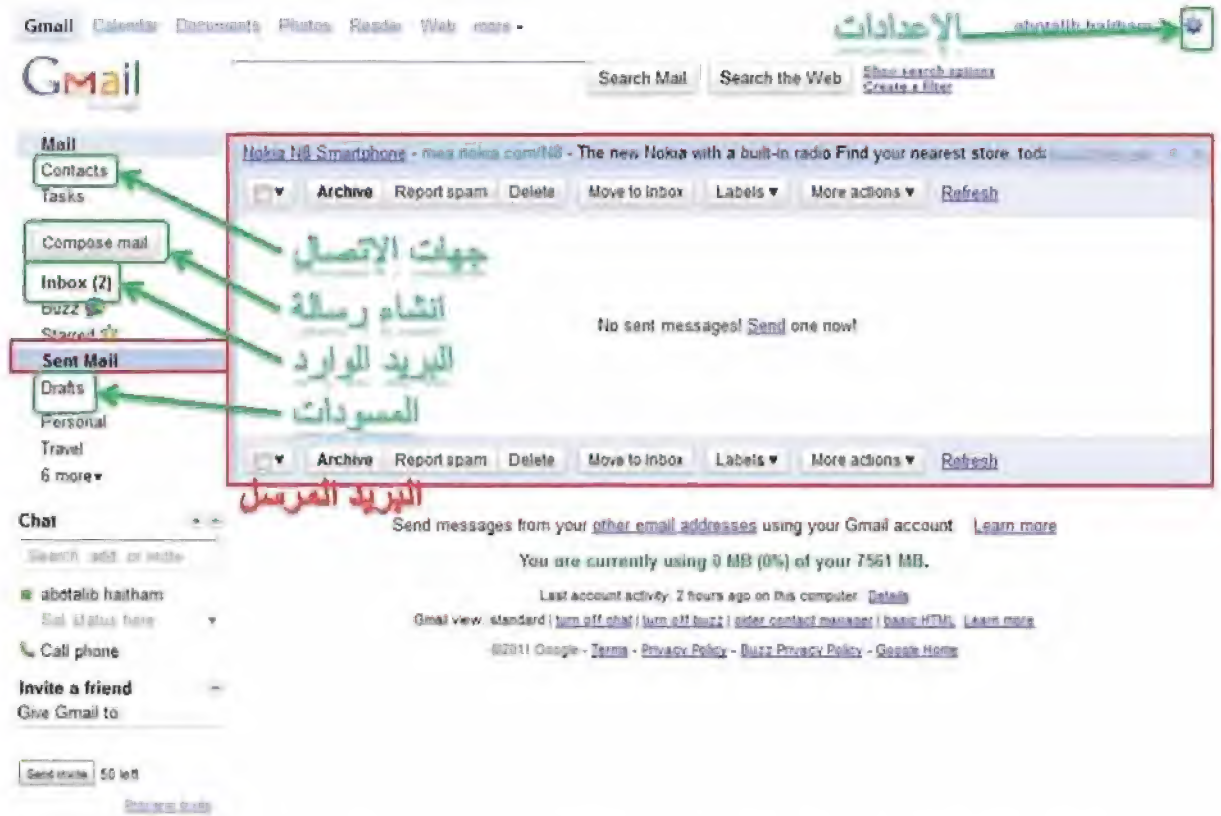 Gmail Calendar Documents Photos Reader Web more
الإعدادات
abotalib haitham
Gmail
Search Mail Search the Web Show search options
Create a filter
Mail
Contacts
Tasks
Compose mail
Inbox (2)
Buzz
Starred
Sent Mail
Drafts
Personal
Travel
6 more
Nokia N8 Smartphone - mea.nokia.com/N8 - The new Nokia with a built-in radio Find your nearest store
Archive Report spam Delete Move to Inbox Labels More actions Refresh
جهات الإتصال
انشاء رسالة
No sent messages! Send one now!
البريد الوارد
المسودات
Archive Report spam Delete Move to Inbox Labels More actions Refresh
البريد المرسل
Chat
Search, add, or invite
abotalib haitham
Set status here
Call phone
Invite a friend
Give Gmail to
Send Invite 50 left
Send messages from your other email addresses using your Gmail account Learn more
You are currently using 0 MB (0%) of your 7561 MB.
Last account activity: 2 hours ago on this computer. Details
Gmail view: standard | turn off chat | turn off buzz | older contact manager | basic HTML Learn more
©2011 Google - Terms - Privacy Policy - Buzz Privacy Policy - Google Home